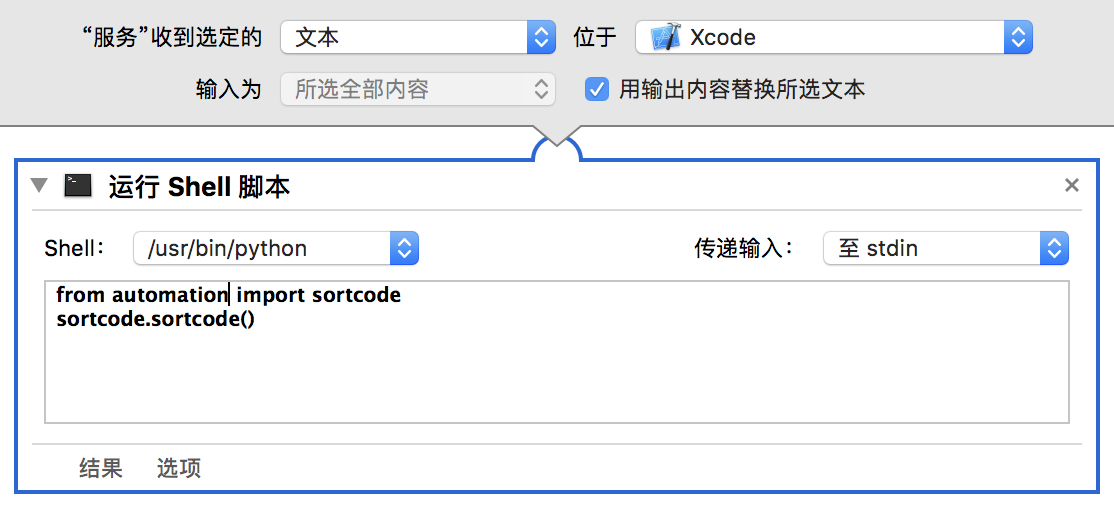 “服务”收到选定的 文本 位于 Xcode
输入为 所选全部内容 用输出内容替换所选文本
运行 Shell 脚本
Shell： /usr/bin/python 传递输入： 至 stdin
from automation import sortcode
sortcode.sortcode()
结果 选项